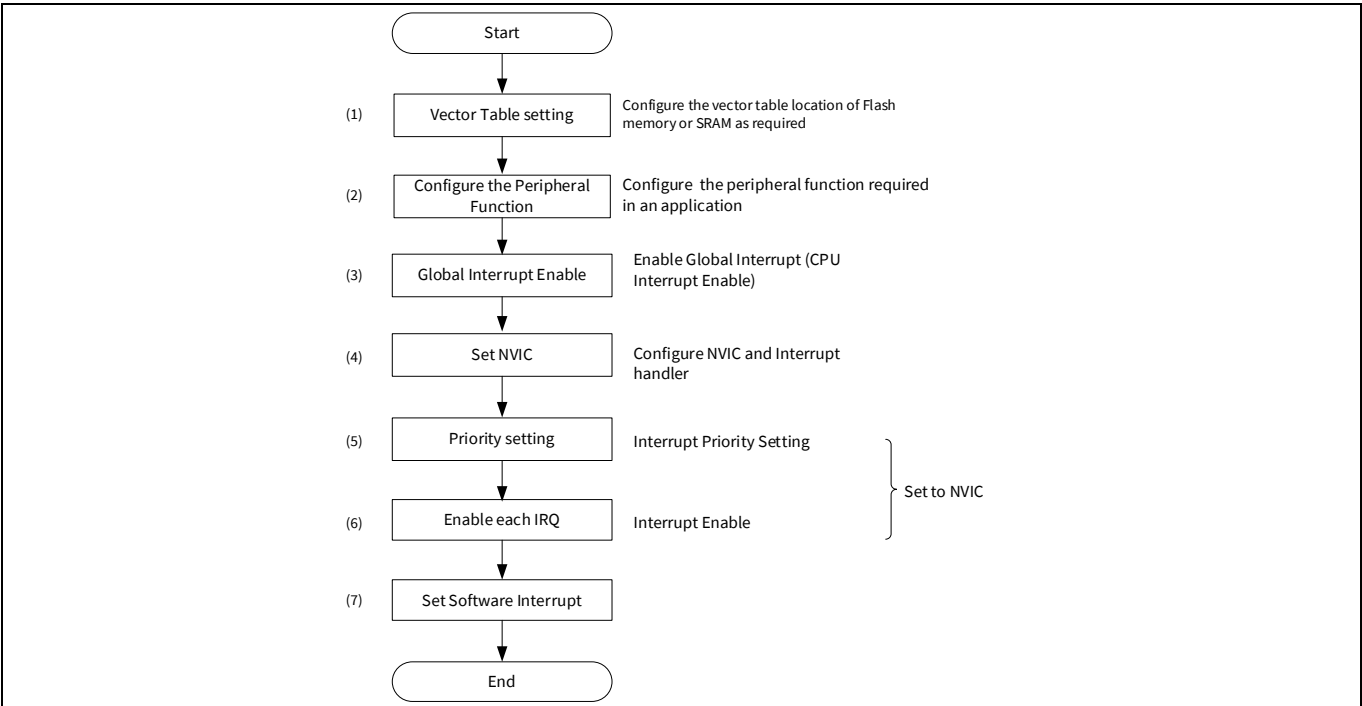 Start
(1)
Vector Table setting
Configure the vector table location of Flash
memory or SRAM as required
(2)
Configure the Peripheral
Function
Configure the peripheral function required
in an application
(3)
Global Interrupt Enable
Enable Global Interrupt (CPU
Interrupt Enable)
(4)
Set NVIC
Configure NVIC and Interrupt
handler
(5)
Priority setting
Interrupt Priority Setting
Set to NVIC
(6)
Enable each IRQ
Interrupt Enable
(7)
Set Software Interrupt
End